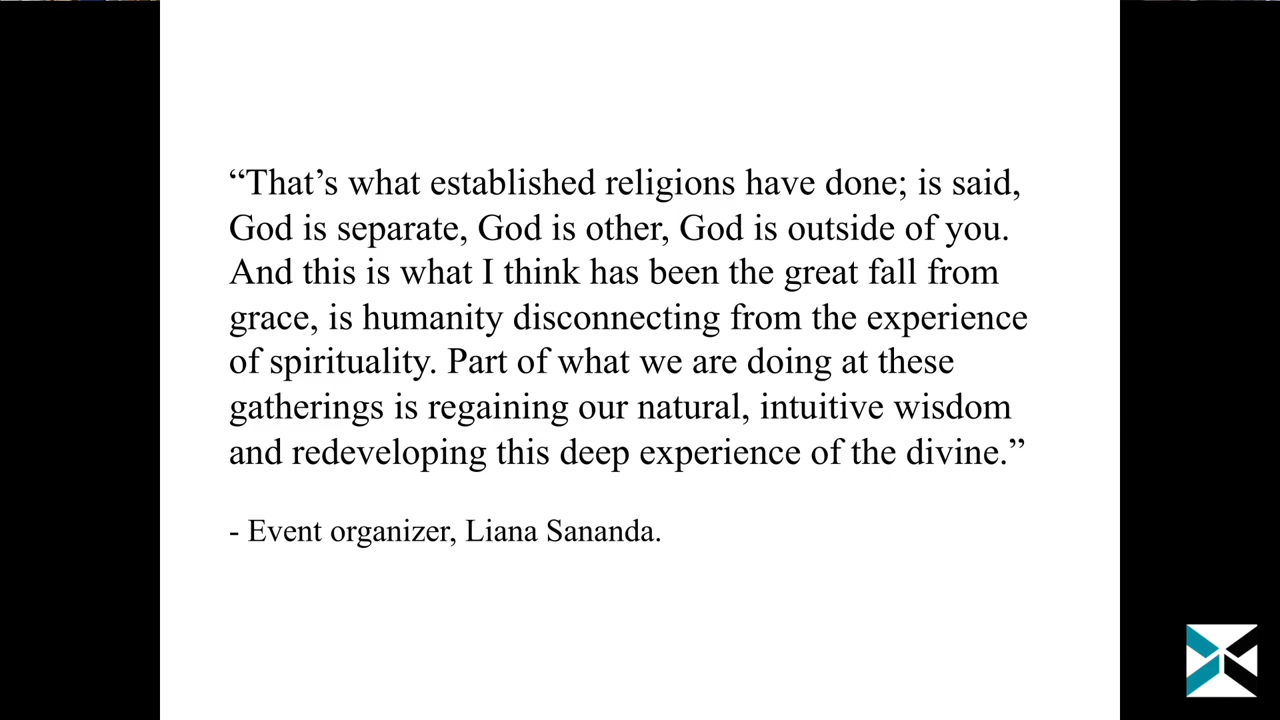 “That’s what established religions have done; is said,
God is separate, God is other, God is outside of you.
And this is what I think has been the great fall from
grace, is humanity disconnecting from the experience
of spirituality. Part of what we are doing at these
gatherings is regaining our natural, intuitive wisdom
and redeveloping this deep experience of the divine.”
- Event organizer, Liana Sananda.